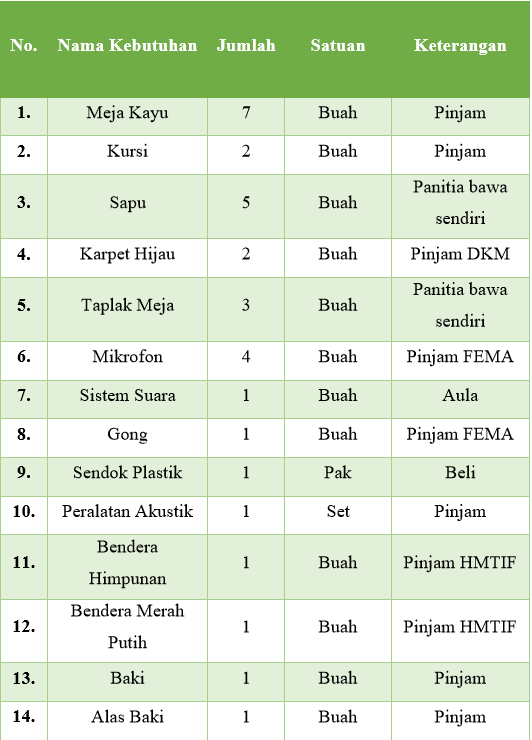 No. Nama Kebutuhan Jumlah Satuan Keterangan
1. Meja Kayu 7 Buah Pinjam
2. Kursi 2 Buah Pinjam
3. Sapu 5 Buah Panitia bawa
sendiri
4. Karpet Hijau 2 Buah Pinjam DKM
5. Taplak Meja 3 Buah Panitia bawa
sendiri
6. Mikrofon 4 Buah Pinjam FEMA
7. Sistem Suara 1 Buah Aula
8. Gong 1 Buah Pinjam FEMA
9. Sendok Plastik 1 Pak Beli
10. Peralatan Akustik 1 Set Pinjam
11. Bendera
Himpunan 1 Buah Pinjam HMTIF
12. Bendera Merah
Putih 1 Buah Pinjam HMTIF
13. Baki 1 Buah Pinjam
14. Alas Baki 1 Buah Pinjam